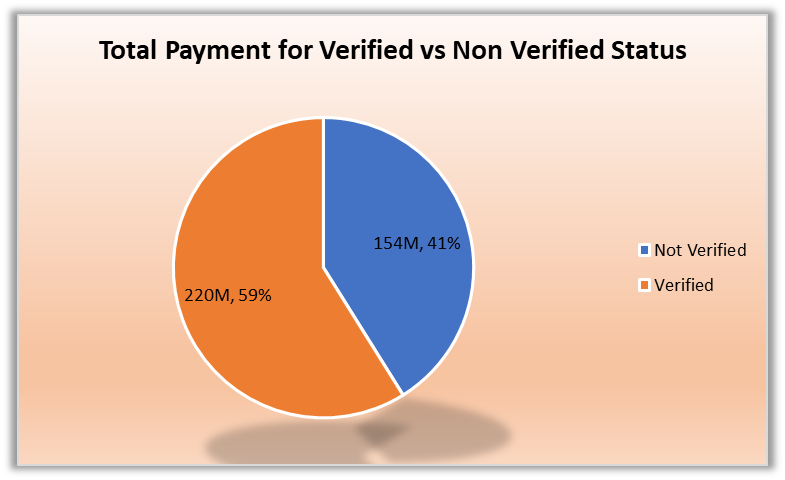 Total Payment for Verified vs Non Verified Status
154M, 41%
220M, 59%
Not Verified
Verified